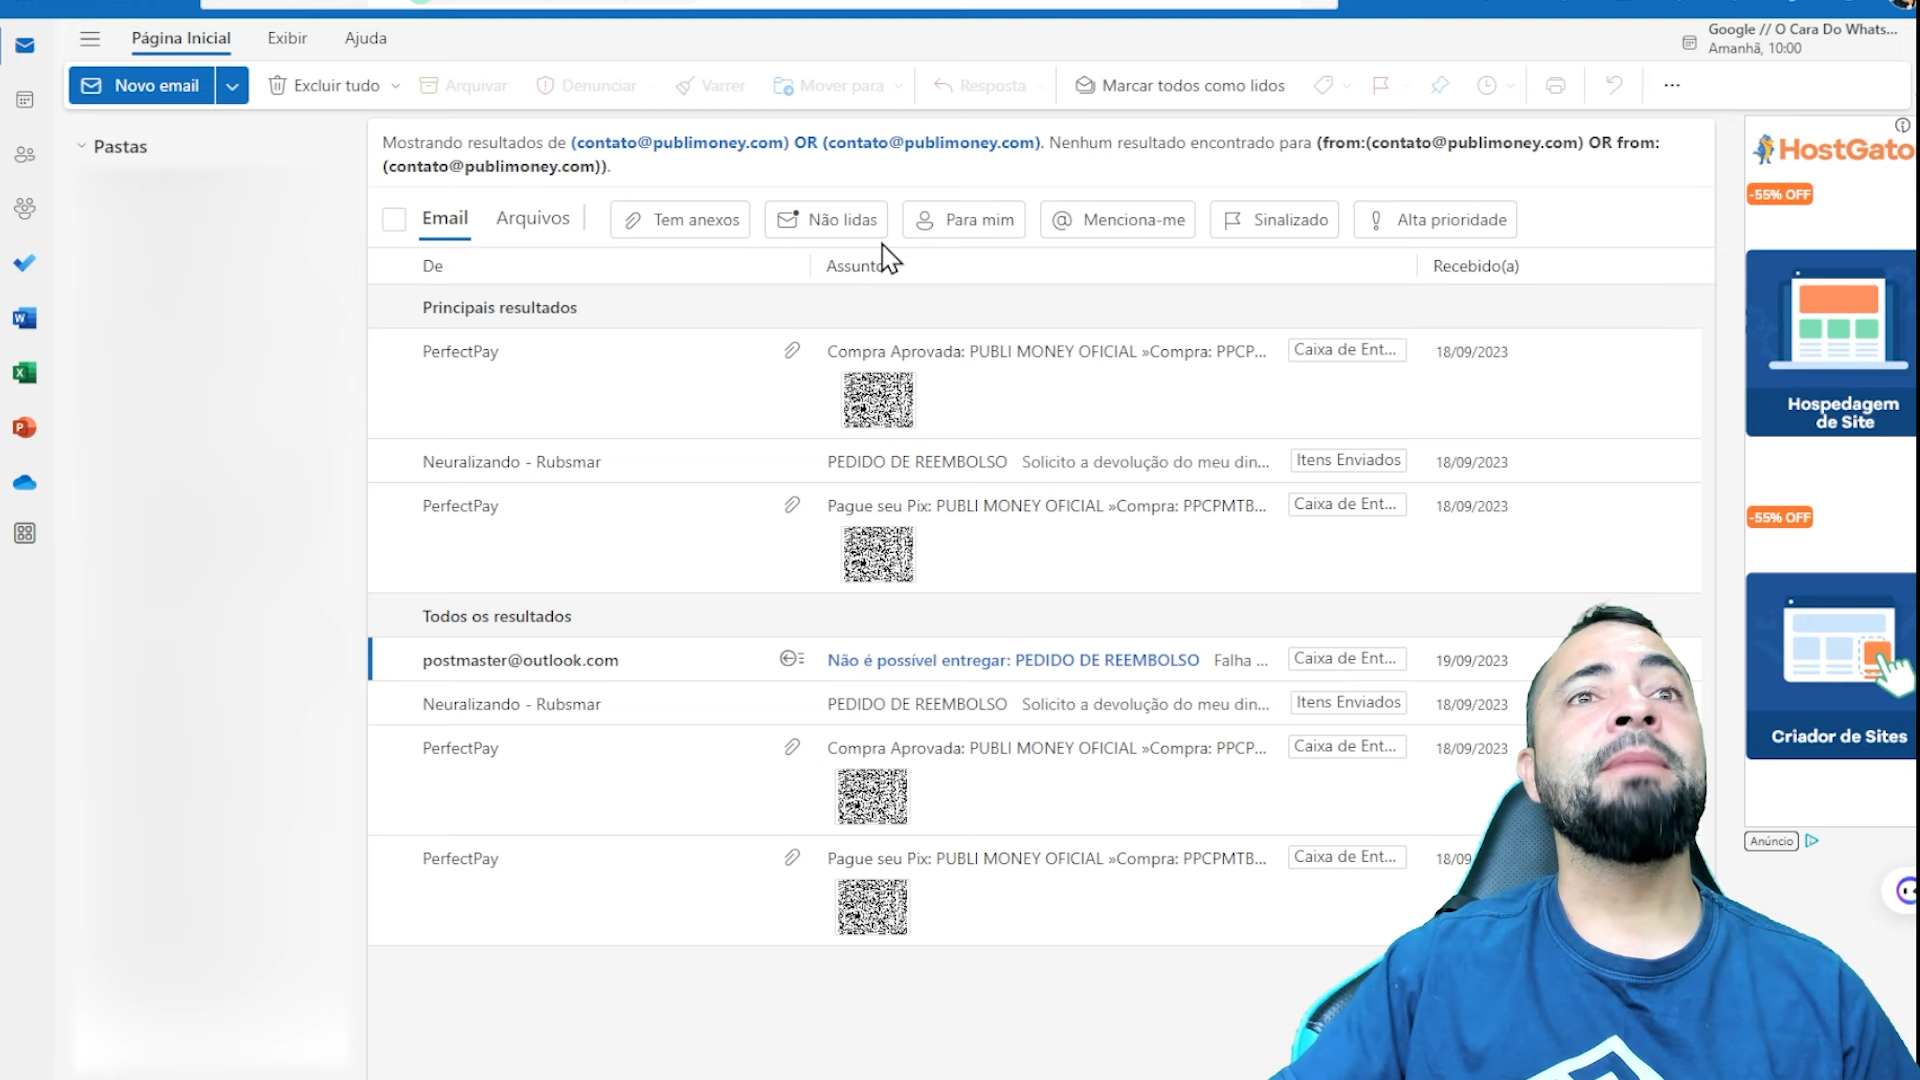 Google // O Cara Do Whats...
Amanhã, 10:00
Página Inicial
Exibir
Ajuda
Novo email
Excluir tudo
Arquivar
Denunciar
Varrer
Mover para
Resposta
Marcar todos como lidos
Pastas
Mostrando resultados de (contato@publimoney.com) OR (contato@publimoney.com). Nenhum resultado encontrado para (from:(contato@publimoney.com) OR from:
(contato@publimoney.com)).
Email
Arquivos
Tem anexos
Não lidas
Para mim
Menciona-me
Sinalizado
Alta prioridade
De
Assunto
Recebido(a)
Principais resultados
PerfectPay
Compra Aprovada: PUBLI MONEY OFICIAL »Compra: PPCP...
Caixa de Ent...
18/09/2023
Neuralizando - Rubsmar
PEDIDO DE REEMBOLSO Solicito a devolução do meu din...
Itens Enviados
18/09/2023
PerfectPay
Pague seu Pix: PUBLI MONEY OFICIAL »Compra: PPCPMTB...
Caixa de Ent...
18/09/2023
Todos os resultados
postmaster@outlook.com
Não é possível entregar: PEDIDO DE REEMBOLSO Falha ...
Caixa de Ent...
19/09/2023
Neuralizando - Rubsmar
PEDIDO DE REEMBOLSO Solicito a devolução do meu din...
Itens Enviados
18/09/2023
PerfectPay
Compra Aprovada: PUBLI MONEY OFICIAL »Compra: PPCP...
Caixa de Ent...
18/09/2023
PerfectPay
Pague seu Pix: PUBLI MONEY OFICIAL »Compra: PPCPMTB...
Caixa de Ent...
18/09
HostGato
-55% OFF
Hospedagem
de Site
-55% OFF
Criador de Sites
Anúncio